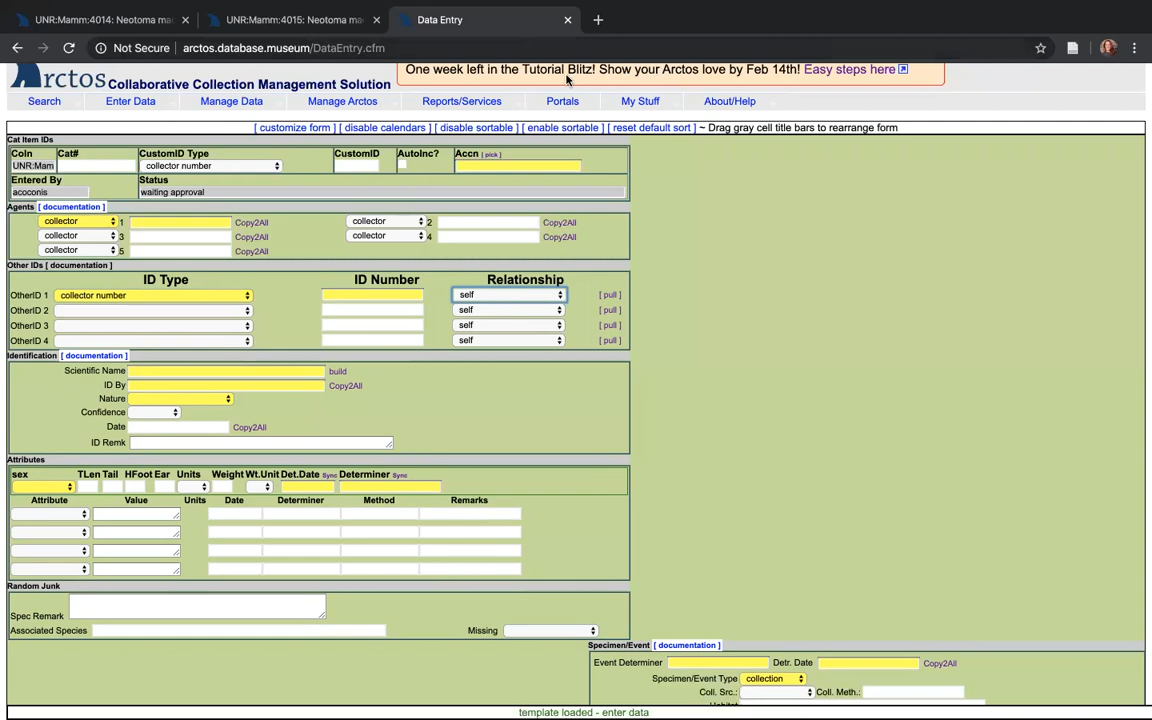 UNR:Mamm:4014: Neotoma ma
UNR:Mamm:4015: Neotoma ma
Data Entry
Not Secure
arctos.database.museum/DataEntry.cfm
Arctos Collaborative Collection Management Solution
One week left in the Tutorial Blitz! Show your Arctos love by Feb 14th! Easy steps here
Search Enter Data Manage Data Manage Arctos Reports/Services Portals My Stuff About/Help
[ customize form ] [ disable calendars ] [ disable sortable ] [ enable sortable ] [ reset default sort ] ~ Drag gray cell title bars to rearrange form
Cat Item IDs
Coln Cat# CustomID Type CustomID AutoInc? Accn [ pick ]
UNR:Mam collector number
Entered By Status
acoconis waiting approval
Agents [ documentation ]
collector 1 Copy2All collector 2 Copy2All
collector 3 Copy2All collector 4 Copy2All
collector 5 Copy2All
Other IDs [ documentation ]
ID Type ID Number Relationship
OtherID 1 collector number self [ pull ]
OtherID 2 self [ pull ]
OtherID 3 self [ pull ]
OtherID 4 self [ pull ]
Identification [ documentation ]
Scientific Name build
ID By Copy2All
Nature
Confidence
Date Copy2All
ID Remk
Attributes
sex TLen Tail HFoot Ear Units Weight Wt.Unit Det.Date Sync Determiner Sync
Attribute Value Units Date Determiner Method Remarks
Random Junk
Spec Remark
Associated Species Missing
Specimen/Event [ documentation ]
Event Determiner Detr. Date Copy2All
Specimen/Event Type collection
Coll. Src.: Coll. Meth.:
template loaded - enter data